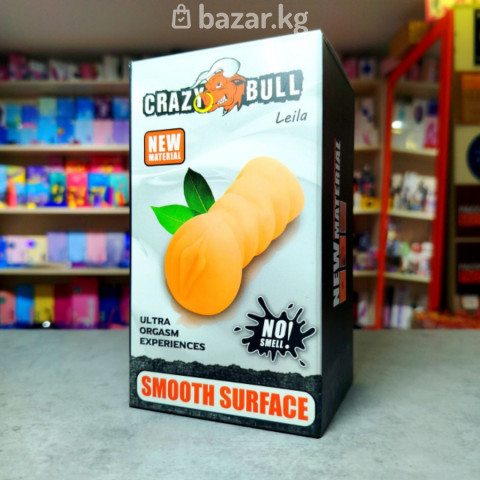 bazar.kg
CRAZY BULL
Leila
NEW
MATERIAL
ULTRA
ORGASM
EXPERIENCES
NO!
SMELL!
SMOOTH SURFACE
NEW MATERIAL